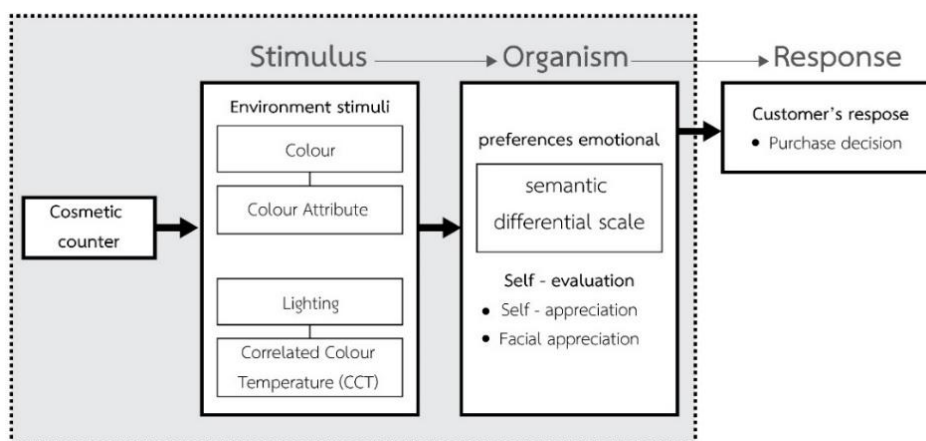 Stimulus
Organism
Response
Cosmetic
counter
Environment stimuli
Colour
Colour Attribute
Lighting
Correlated Colour
Temperature (CCT)
preferences emotional
semantic
differential scale
Self - evaluation
• Self - appreciation
• Facial appreciation
Customer's respose
• Purchase decision